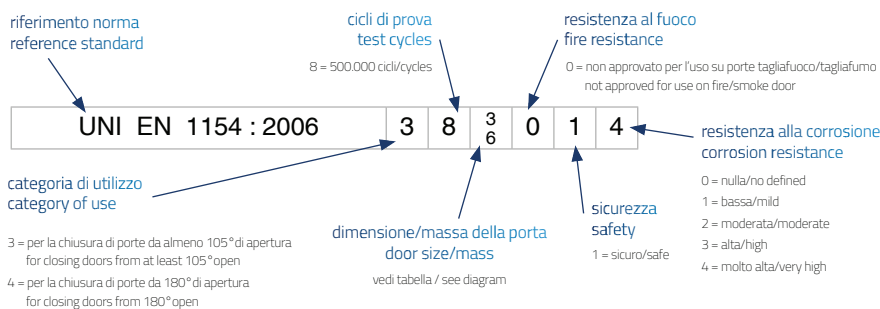 riferimento norma
reference standard
cicli di prova
test cycles
8 = 500.000 cicli/cycles
resistenza al fuoco
fire resistance
0 = non approvato per l'uso su porte tagliafuoco/tagliafumo
not approved for use on fire/smoke door
UNI EN 1154 : 2006 3 8 3 0 1 4
6
categoria di utilizzo
category of use
3 = per la chiusura di porte da almeno 105° di apertura
for closing doors from at least 105° open
4 = per la chiusura di porte da 180° di apertura
for closing doors from 180° open
dimensione/massa della porta
door size/mass
vedi tabella / see diagram
sicurezza
safety
1 = sicuro/safe
resistenza alla corrosione
corrosion resistance
0 = nulla/no defined
1 = bassa/mild
2 = moderata/moderate
3 = alta/high
4 = molto alta/very high